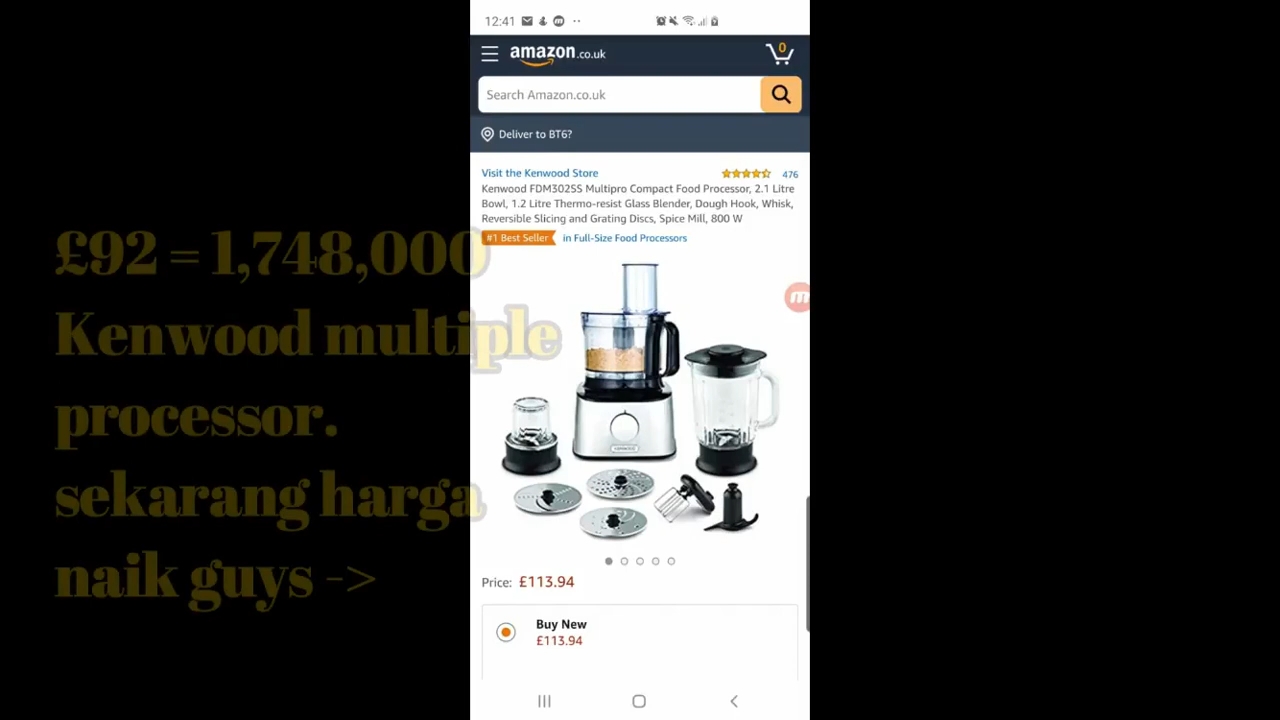 12:41
amazon.co.uk
0
Search Amazon.co.uk
Deliver to BT6?
Visit the Kenwood Store
476
Kenwood FDM302SS Multipro Compact Food Processor, 2.1 Litre
Bowl, 1.2 Litre Thermo-resist Glass Blender, Dough Hook, Whisk,
Reversible Slicing and Grating Discs, Spice Mill, 800 W
#1 Best Seller in Full-Size Food Processors
£92 = 1,748,000
Kenwood multiple
processor.
sekarang harga
naik guys ->
KENWOOD
Price: £113.94
Buy New
£113.94